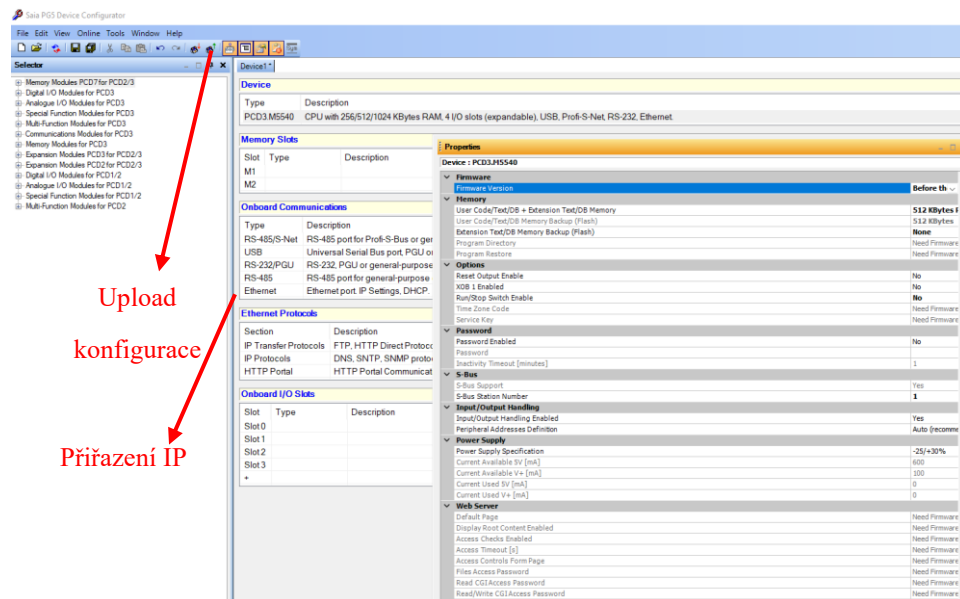 Saia PG5 Device Configurator
File Edit View Online Tools Window Help
Selector
Memory Modules PCD7 for PCD2/3
Digital I/O Modules for PCD3
Analogue I/O Modules for PCD3
Special Function Modules for PCD3
Multi-Function Modules for PCD3
Communications Modules for PCD3
Memory Modules for PCD3
Expansion Modules PCD3 for PCD2/3
Expansion Modules PCD2 for PCD2/3
Digital I/O Modules for PCD1/2
Analogue I/O Modules for PCD1/2
Special Function Modules for PCD1/2
Multi-Function Modules for PCD2
Upload
konfigurace
Přiřazení IP
Device1*
Device
Type Description
PCD3.M5540 CPU with 256/512/1024 KBytes RAM, 4 I/O slots (expandable), USB, Profi-S-Net, RS-232, Ethernet.
Memory Slots
Slot Type Description
M1
M2
Onboard Communications
Type Description
RS-485/S-Net RS-485 port for Profi-S-Bus or ger
USB Universal Serial Bus port, PGU or
RS-232/PGU RS-232, PGU or general-purpose
RS-485 RS-485 port for general-purpose
Ethernet Ethernet port. IP Settings, DHCP.
Ethernet Protocols
Section Description
IP Transfer Protocols FTP, HTTP Direct Protoco
IP Protocols DNS, SNTP, SNMP proto
HTTP Portal HTTP Portal Communicat
Onboard I/O Slots
Slot Type Description
Slot 0
Slot 1
Slot 2
Slot 3
+
Properties
Device : PCD3.M5540
Firmware
Firmware Version Before th
Memory
User Code/Text/DB + Extension Text/DB Memory 512 KBytes F
User Code/Text/DB Memory Backup (Flash) 512 KBytes
Extension Text/DB Memory Backup (Flash) None
Program Directory Need Firmware
Program Restore Need Firmware
Options
Reset Output Enable No
XOB 1 Enabled No
Run/Stop Switch Enable No
Time Zone Code Need Firmware
Service Key Need Firmware
Password
Password Enabled No
Password
Inactivity Timeout [minutes] 1
S-Bus
S-Bus Support Yes
S-Bus Station Number 1
Input/Output Handling
Input/Output Handling Enabled Yes
Peripheral Addresses Definition Auto (recomme
Power Supply
Power Supply Specification -25/+30%
Current Available 5V [mA] 600
Current Available V+ [mA] 100
Current Used 5V [mA] 0
Current Used V+ [mA] 0
Web Server
Default Page Need Firmware
Display Root Content Enabled Need Firmware
Access Checks Enabled Need Firmware
Access Timeout [s] Need Firmware
Access Controls Form Page Need Firmware
Files Access Password Need Firmware
Read CGI Access Password Need Firmware
Read/Write CGI Access Password Need Firmware